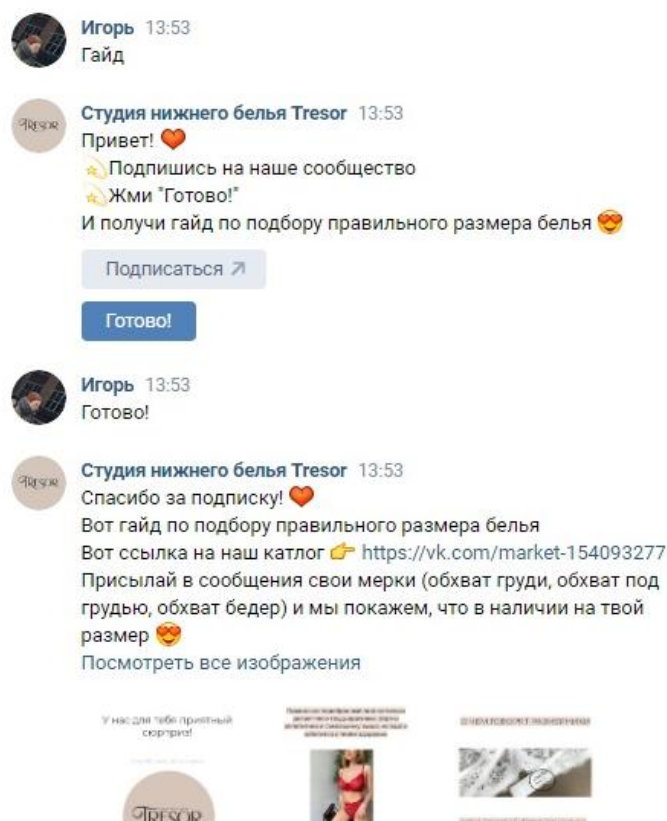 Игорь 13:53
Гайд
Студия нижнего белья Tresor 13:53
Привет! ❤
💫Подпишись на наше сообщество
💫Жми "Готово!"
И получи гайд по подбору правильного размера белья 😍
Подписаться ↗
Готово!
Игорь 13:53
Готово!
Студия нижнего белья Tresor 13:53
Спасибо за подписку! ❤
Вот гайд по подбору правильного размера белья
Вот ссылка на наш катлог 👉 https://vk.com/market-154093277
Присылай в сообщения свои мерки (обхват груди, обхват под
грудью, обхват бедер) и мы покажем, что в наличии на твой
размер 😍
Посмотреть все изображения
У нас для тебя приятный
сюрприз!
О ЧЕМ ГОВОРЯТ РАЗМЕРНИКИ
TRESOR